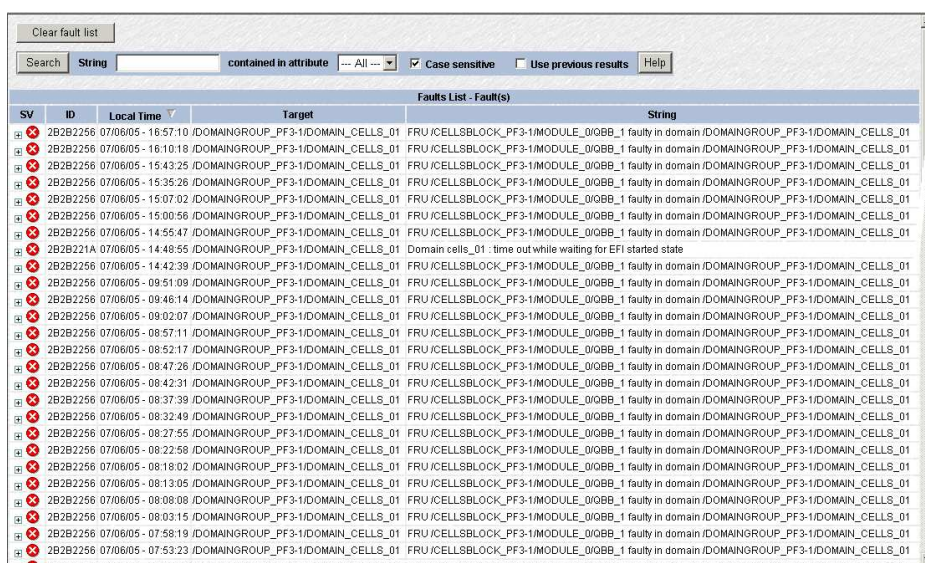 Clear fault list
Search String contained in attribute --- All --- Case sensitive Use previous results Help
Faults List - Fault(s)
SV ID Local Time Target String
2B2B2256 07/06/05 - 16:57:10 /DOMAINGROUP_PF3-1/DOMAIN_CELLS_01 FRU /CELLSBLOCK_PF3-1/MODULE_0/QBB_1 faulty in domain /DOMAINGROUP_PF3-1/DOMAIN_CELLS_01
2B2B2256 07/06/05 - 16:10:18 /DOMAINGROUP_PF3-1/DOMAIN_CELLS_01 FRU /CELLSBLOCK_PF3-1/MODULE_0/QBB_1 faulty in domain /DOMAINGROUP_PF3-1/DOMAIN_CELLS_01
2B2B2256 07/06/05 - 15:43:25 /DOMAINGROUP_PF3-1/DOMAIN_CELLS_01 FRU /CELLSBLOCK_PF3-1/MODULE_0/QBB_1 faulty in domain /DOMAINGROUP_PF3-1/DOMAIN_CELLS_01
2B2B2256 07/06/05 - 15:35:26 /DOMAINGROUP_PF3-1/DOMAIN_CELLS_01 FRU /CELLSBLOCK_PF3-1/MODULE_0/QBB_1 faulty in domain /DOMAINGROUP_PF3-1/DOMAIN_CELLS_01
2B2B2256 07/06/05 - 15:07:02 /DOMAINGROUP_PF3-1/DOMAIN_CELLS_01 FRU /CELLSBLOCK_PF3-1/MODULE_0/QBB_1 faulty in domain /DOMAINGROUP_PF3-1/DOMAIN_CELLS_01
2B2B2256 07/06/05 - 15:00:56 /DOMAINGROUP_PF3-1/DOMAIN_CELLS_01 FRU /CELLSBLOCK_PF3-1/MODULE_0/QBB_1 faulty in domain /DOMAINGROUP_PF3-1/DOMAIN_CELLS_01
2B2B2256 07/06/05 - 14:55:47 /DOMAINGROUP_PF3-1/DOMAIN_CELLS_01 FRU /CELLSBLOCK_PF3-1/MODULE_0/QBB_1 faulty in domain /DOMAINGROUP_PF3-1/DOMAIN_CELLS_01
2B2B221A 07/06/05 - 14:48:55 /DOMAINGROUP_PF3-1/DOMAIN_CELLS_01 Domain cells_01 : time out while waiting for EFI started state
2B2B2256 07/06/05 - 14:42:39 /DOMAINGROUP_PF3-1/DOMAIN_CELLS_01 FRU /CELLSBLOCK_PF3-1/MODULE_0/QBB_1 faulty in domain /DOMAINGROUP_PF3-1/DOMAIN_CELLS_01
2B2B2256 07/06/05 - 09:51:09 /DOMAINGROUP_PF3-1/DOMAIN_CELLS_01 FRU /CELLSBLOCK_PF3-1/MODULE_0/QBB_1 faulty in domain /DOMAINGROUP_PF3-1/DOMAIN_CELLS_01
2B2B2256 07/06/05 - 09:46:14 /DOMAINGROUP_PF3-1/DOMAIN_CELLS_01 FRU /CELLSBLOCK_PF3-1/MODULE_0/QBB_1 faulty in domain /DOMAINGROUP_PF3-1/DOMAIN_CELLS_01
2B2B2256 07/06/05 - 09:02:07 /DOMAINGROUP_PF3-1/DOMAIN_CELLS_01 FRU /CELLSBLOCK_PF3-1/MODULE_0/QBB_1 faulty in domain /DOMAINGROUP_PF3-1/DOMAIN_CELLS_01
2B2B2256 07/06/05 - 08:57:11 /DOMAINGROUP_PF3-1/DOMAIN_CELLS_01 FRU /CELLSBLOCK_PF3-1/MODULE_0/QBB_1 faulty in domain /DOMAINGROUP_PF3-1/DOMAIN_CELLS_01
2B2B2256 07/06/05 - 08:52:17 /DOMAINGROUP_PF3-1/DOMAIN_CELLS_01 FRU /CELLSBLOCK_PF3-1/MODULE_0/QBB_1 faulty in domain /DOMAINGROUP_PF3-1/DOMAIN_CELLS_01
2B2B2256 07/06/05 - 08:47:26 /DOMAINGROUP_PF3-1/DOMAIN_CELLS_01 FRU /CELLSBLOCK_PF3-1/MODULE_0/QBB_1 faulty in domain /DOMAINGROUP_PF3-1/DOMAIN_CELLS_01
2B2B2256 07/06/05 - 08:42:31 /DOMAINGROUP_PF3-1/DOMAIN_CELLS_01 FRU /CELLSBLOCK_PF3-1/MODULE_0/QBB_1 faulty in domain /DOMAINGROUP_PF3-1/DOMAIN_CELLS_01
2B2B2256 07/06/05 - 08:37:39 /DOMAINGROUP_PF3-1/DOMAIN_CELLS_01 FRU /CELLSBLOCK_PF3-1/MODULE_0/QBB_1 faulty in domain /DOMAINGROUP_PF3-1/DOMAIN_CELLS_01
2B2B2256 07/06/05 - 08:32:49 /DOMAINGROUP_PF3-1/DOMAIN_CELLS_01 FRU /CELLSBLOCK_PF3-1/MODULE_0/QBB_1 faulty in domain /DOMAINGROUP_PF3-1/DOMAIN_CELLS_01
2B2B2256 07/06/05 - 08:27:55 /DOMAINGROUP_PF3-1/DOMAIN_CELLS_01 FRU /CELLSBLOCK_PF3-1/MODULE_0/QBB_1 faulty in domain /DOMAINGROUP_PF3-1/DOMAIN_CELLS_01
2B2B2256 07/06/05 - 08:22:58 /DOMAINGROUP_PF3-1/DOMAIN_CELLS_01 FRU /CELLSBLOCK_PF3-1/MODULE_0/QBB_1 faulty in domain /DOMAINGROUP_PF3-1/DOMAIN_CELLS_01
2B2B2256 07/06/05 - 08:18:02 /DOMAINGROUP_PF3-1/DOMAIN_CELLS_01 FRU /CELLSBLOCK_PF3-1/MODULE_0/QBB_1 faulty in domain /DOMAINGROUP_PF3-1/DOMAIN_CELLS_01
2B2B2256 07/06/05 - 08:13:05 /DOMAINGROUP_PF3-1/DOMAIN_CELLS_01 FRU /CELLSBLOCK_PF3-1/MODULE_0/QBB_1 faulty in domain /DOMAINGROUP_PF3-1/DOMAIN_CELLS_01
2B2B2256 07/06/05 - 08:08:08 /DOMAINGROUP_PF3-1/DOMAIN_CELLS_01 FRU /CELLSBLOCK_PF3-1/MODULE_0/QBB_1 faulty in domain /DOMAINGROUP_PF3-1/DOMAIN_CELLS_01
2B2B2256 07/06/05 - 08:03:15 /DOMAINGROUP_PF3-1/DOMAIN_CELLS_01 FRU /CELLSBLOCK_PF3-1/MODULE_0/QBB_1 faulty in domain /DOMAINGROUP_PF3-1/DOMAIN_CELLS_01
2B2B2256 07/06/05 - 07:58:19 /DOMAINGROUP_PF3-1/DOMAIN_CELLS_01 FRU /CELLSBLOCK_PF3-1/MODULE_0/QBB_1 faulty in domain /DOMAINGROUP_PF3-1/DOMAIN_CELLS_01
2B2B2256 07/06/05 - 07:53:23 /DOMAINGROUP_PF3-1/DOMAIN_CELLS_01 FRU /CELLSBLOCK_PF3-1/MODULE_0/QBB_1 faulty in domain /DOMAINGROUP_PF3-1/DOMAIN_CELLS_01